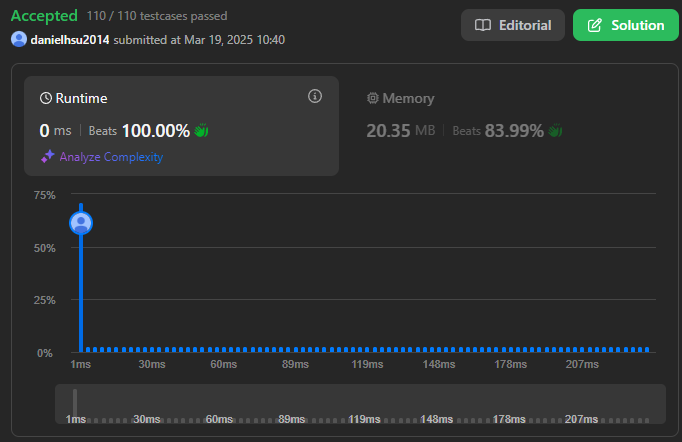 Accepted 110 / 110 testcases passed
danielhsu2014 submitted at Mar 19, 2025 10:40
Editorial
Solution
Runtime
0 ms | Beats 100.00%
Analyze Complexity
Memory
20.35 MB | Beats 83.99%
75%
50%
25%
0%
1ms 30ms 60ms 89ms 119ms 148ms 178ms 207ms
1ms 30ms 60ms 89ms 119ms 148ms 178ms 207ms